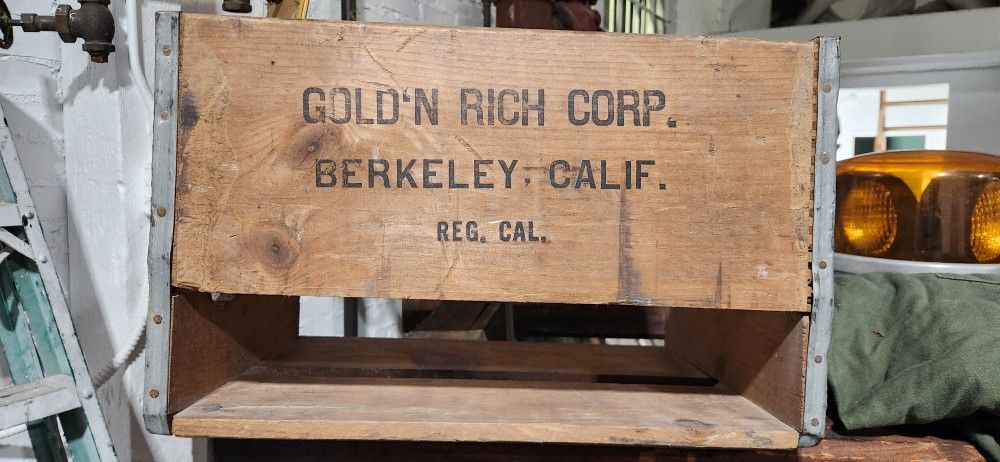 GOLD'N RICH CORP.
BERKELEY, CALIF.
REG. CAL.